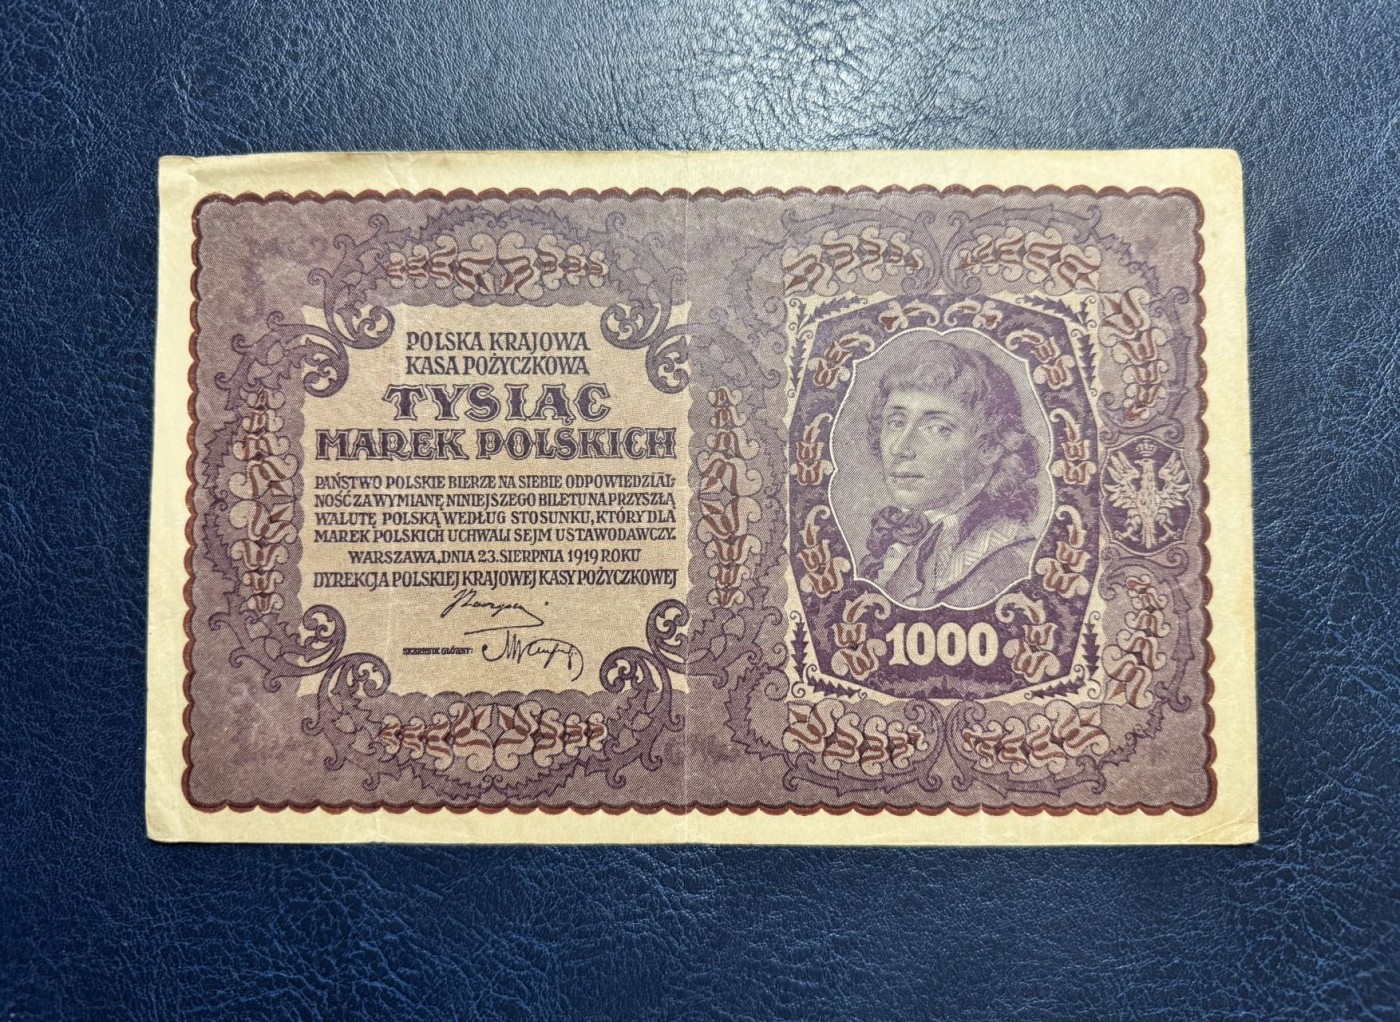 POLSKA KRAJOWA
KASA POŻYCZKOWA
TYSIĄC
MAREK POLSKICH
PAŃSTWO POLSKIE BIERZE NA SIEBIE ODPOWIEDZIAL-
NOŚĆ ZA WYMIANĘ NINIEJSZEGO BILETU NA PRZYSZŁĄ
WALUTĘ POLSKĄ WEDŁUG STOSUNKU, KTÓRY DLA
MAREK POLSKICH UCHWALI SEJM USTAWODAWCZY.
WARSZAWA, DNIA 23. SIERPNIA 1919 ROKU
DYREKCJA POLSKIEJ KRAJOWEJ KASY POŻYCZKOWEJ
SKARBNIK GŁÓWNY:
1000